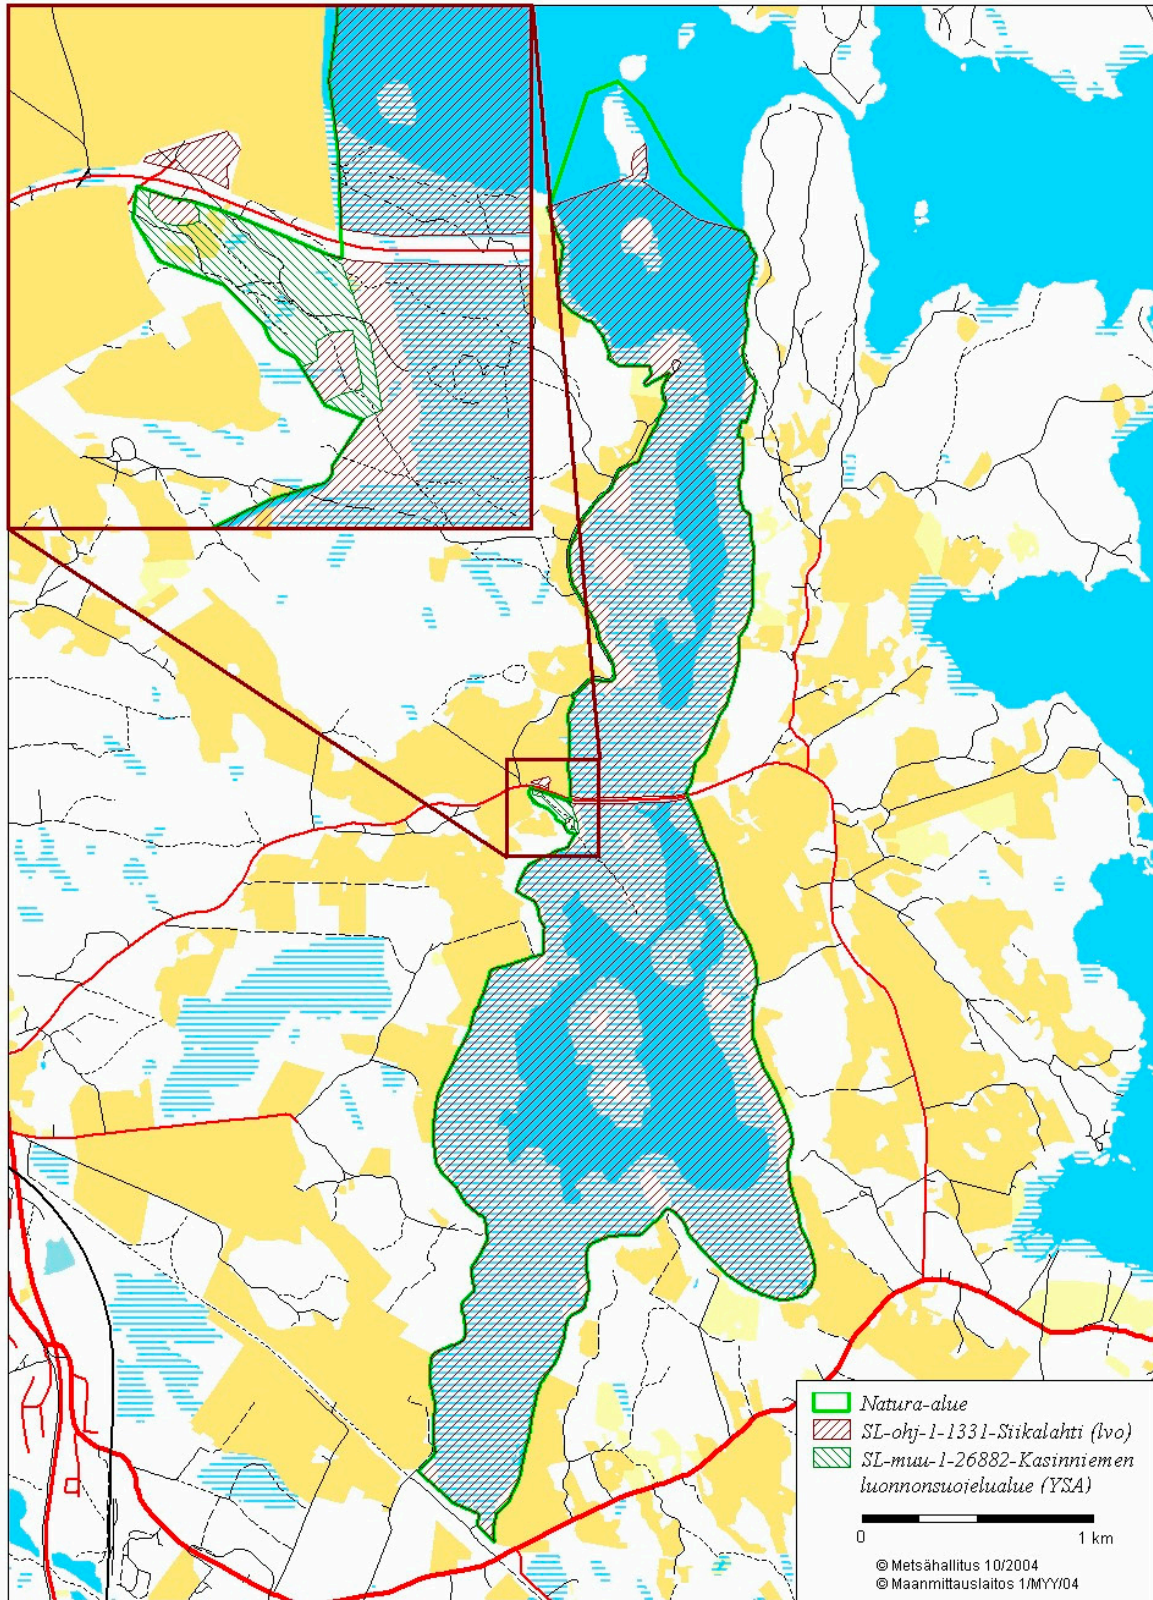 Natura-alue
SL-ohj-1-1331-Siikalahti (lvo)
SL-muu-1-26882-Kasinniemen
luonnonsuojelualue (YSA)
0 1 km
© Metsähallitus 10/2004
© Maanmittauslaitos 1/MYY/04